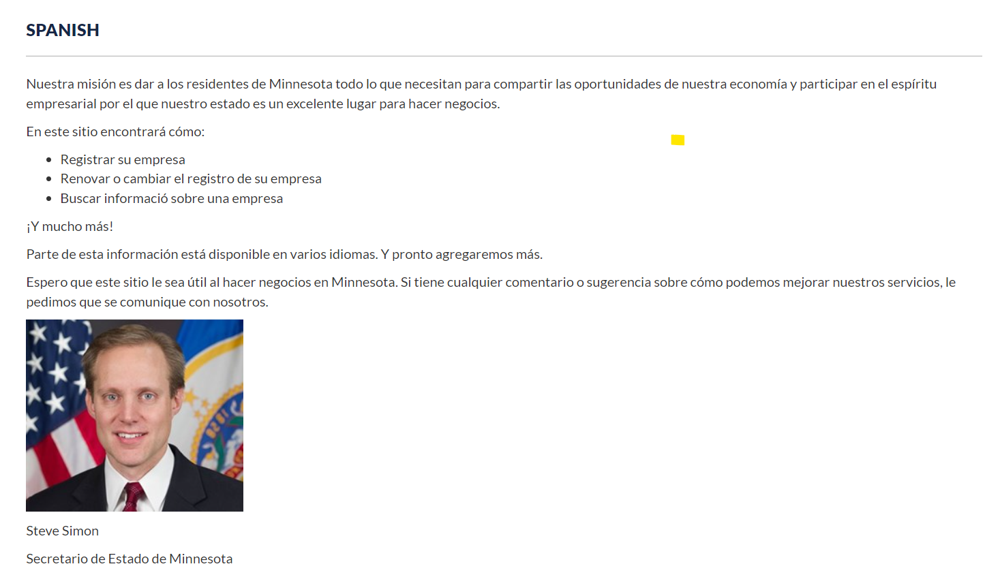 SPANISH
Nuestra misión es dar a los residentes de Minnesota todo lo que necesitan para compartir las oportunidades de nuestra economía y participar en el espíritu
empresarial por el que nuestro estado es un excelente lugar para hacer negocios.
En este sitio encontrará cómo:
• Registrar su empresa
• Renovar o cambiar el registro de su empresa
• Buscar informació sobre una empresa
¡Y mucho más!
Parte de esta información está disponible en varios idiomas. Y pronto agregaremos más.
Espero que este sitio le sea útil al hacer negocios en Minnesota. Si tiene cualquier comentario o sugerencia sobre cómo podemos mejorar nuestros servicios, le
pedimos que se comunique con nosotros.
Steve Simon
Secretario de Estado de Minnesota